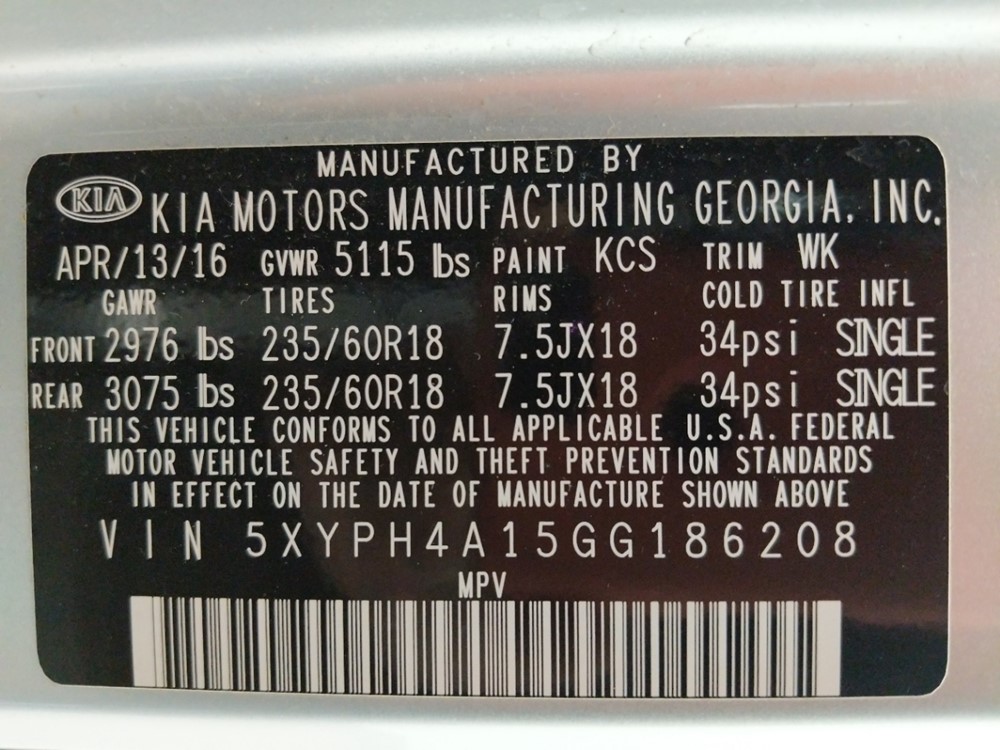 MANUFACTURED BY
KIA KIA MOTORS MANUFACTURING GEORGIA, INC.
APR/13/16 GVWR 5115 lbs PAINT KCS TRIM WK
GAWR TIRES RIMS COLD TIRE INFL
FRONT 2976 lbs 235/60R18 7.5JX18 34psi SINGLE
REAR 3075 lbs 235/60R18 7.5JX18 34psi SINGLE
THIS VEHICLE CONFORMS TO ALL APPLICABLE U.S.A. FEDERAL
MOTOR VEHICLE SAFETY AND THEFT PREVENTION STANDARDS
IN EFFECT ON THE DATE OF MANUFACTURE SHOWN ABOVE
VIN 5XYPH4A15GG186208
MPV